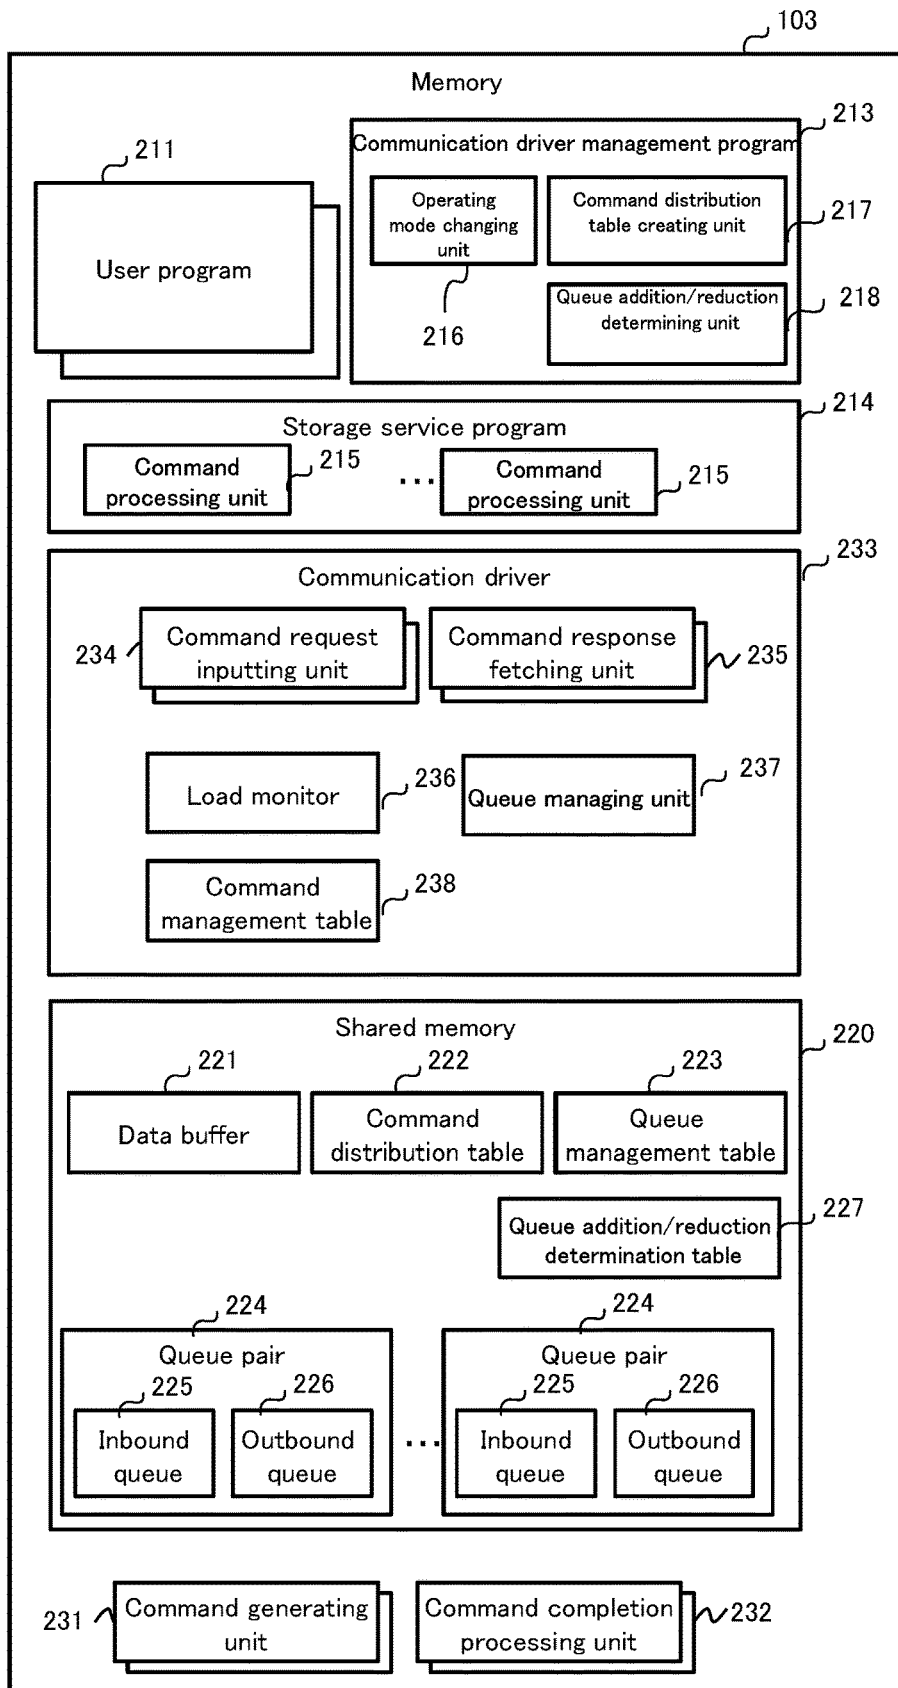 103
Memory
213
Communication driver management program
211
User program
Operating
mode changing
unit
216
Command distribution
table creating unit
217
Queue addition/reduction
determining unit
218
214
Storage service program
Command
processing unit
215
...
Command
processing unit
215
233
Communication driver
234
Command request
inputting unit
Command response
fetching unit
235
Load monitor
236
Queue managing unit
237
Command
management table
238
Shared memory
220
221
Data buffer
222
Command
distribution table
223
Queue
management table
Queue addition/reduction
determination table
227
224
Queue pair
225
Inbound
queue
226
Outbound
queue
...
224
Queue pair
225
Inbound
queue
226
Outbound
queue
231
Command generating
unit
Command completion
processing unit
232